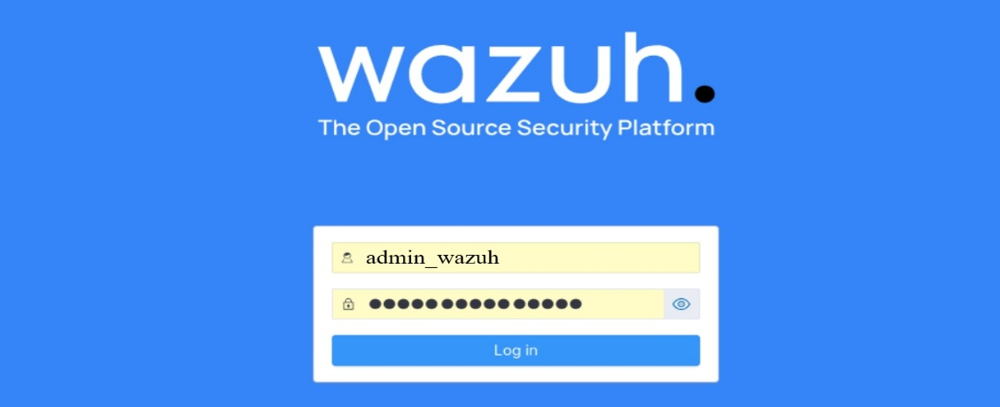 wazuh.
The Open Source Security Platform
admin_wazuh
●●●●●●●●●●●●●●●
Log in